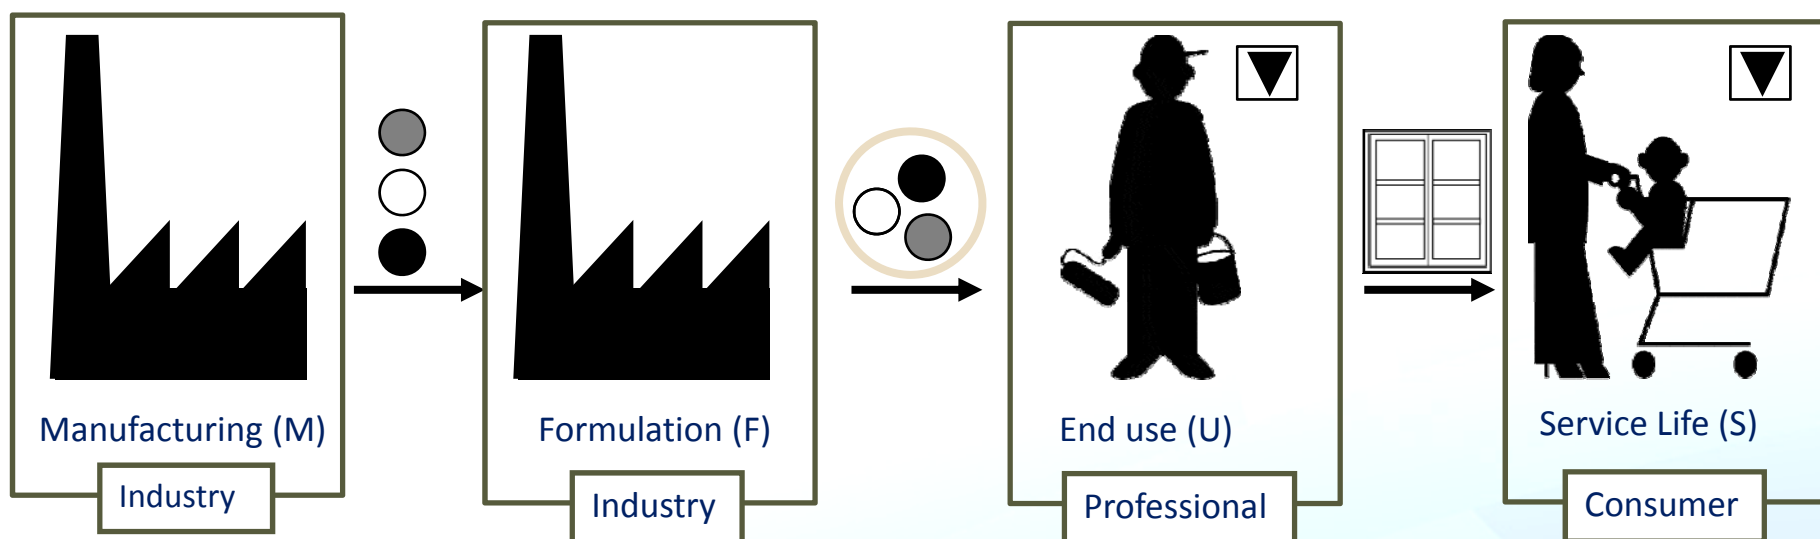 Manufacturing (M)
Industry
Formulation (F)
Industry
End use (U)
Professional
Service Life (S)
Consumer